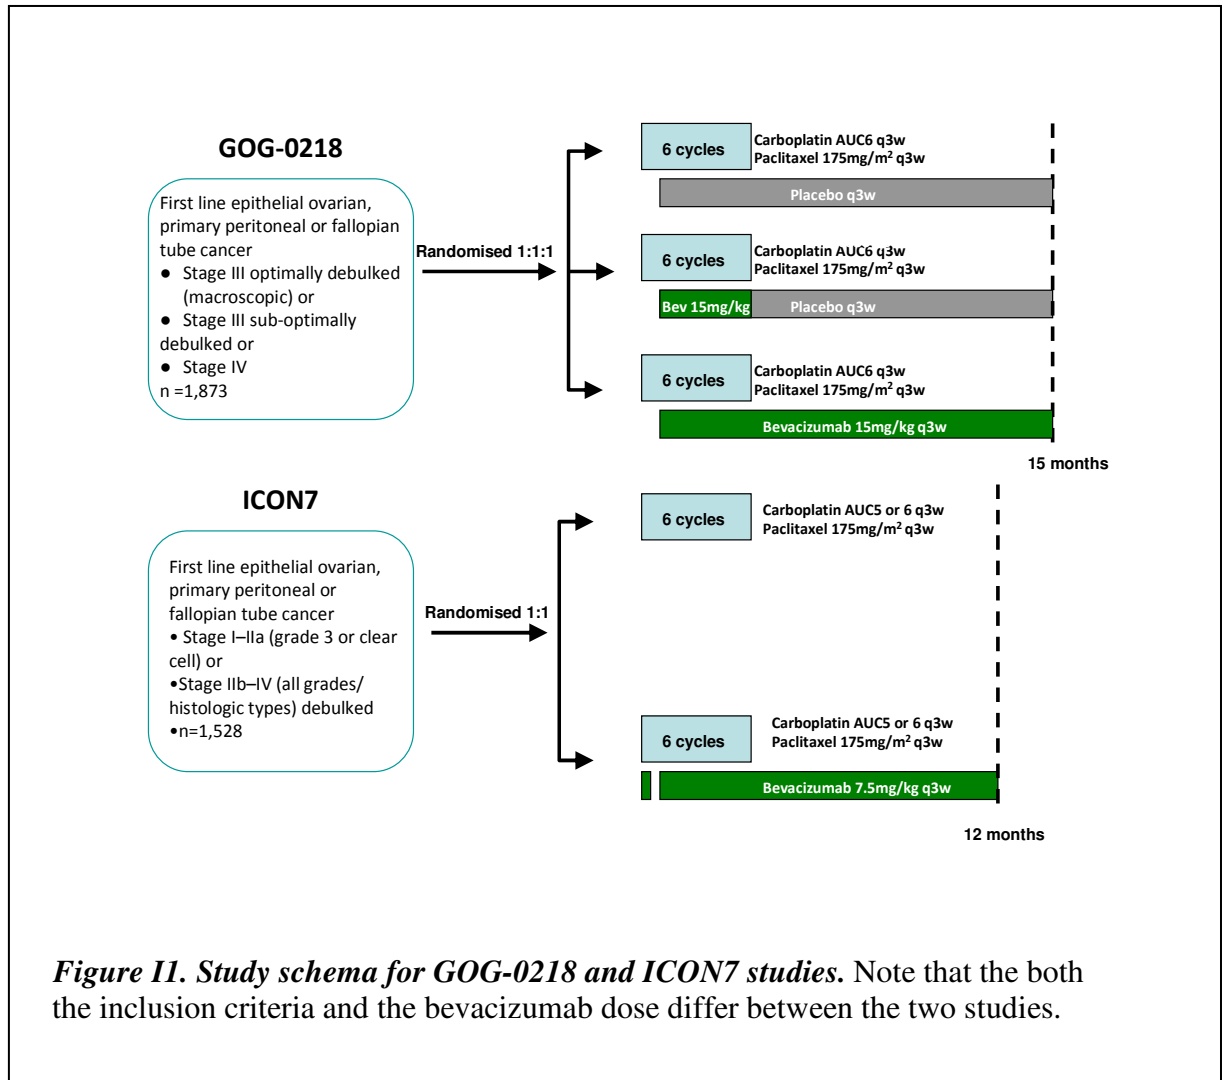 GOG-0218
First line epithelial ovarian,
primary peritoneal or fallopian
tube cancer
● Stage III optimally debulked
(macroscopic) or
● Stage III sub-optimally
debulked or
● Stage IV
n =1,873
Randomised 1:1:1
6 cycles
Carboplatin AUC6 q3w
Paclitaxel 175mg/m² q3w
Placebo q3w
6 cycles
Carboplatin AUC6 q3w
Paclitaxel 175mg/m² q3w
Bev 15mg/kg
Placebo q3w
6 cycles
Carboplatin AUC6 q3w
Paclitaxel 175mg/m² q3w
Bevacizumab 15mg/kg q3w
15 months
ICON7
First line epithelial ovarian,
primary peritoneal or
fallopian tube cancer
• Stage I–IIa (grade 3 or clear
cell) or
•Stage IIb–IV (all grades/
histologic types) debulked
•n=1,528
Randomised 1:1
6 cycles
Carboplatin AUC5 or 6 q3w
Paclitaxel 175mg/m² q3w
6 cycles
Carboplatin AUC5 or 6 q3w
Paclitaxel 175mg/m² q3w
Bevacizumab 7.5mg/kg q3w
12 months
Figure I1. Study schema for GOG-0218 and ICON7 studies. Note that the both
the inclusion criteria and the bevacizumab dose differ between the two studies.